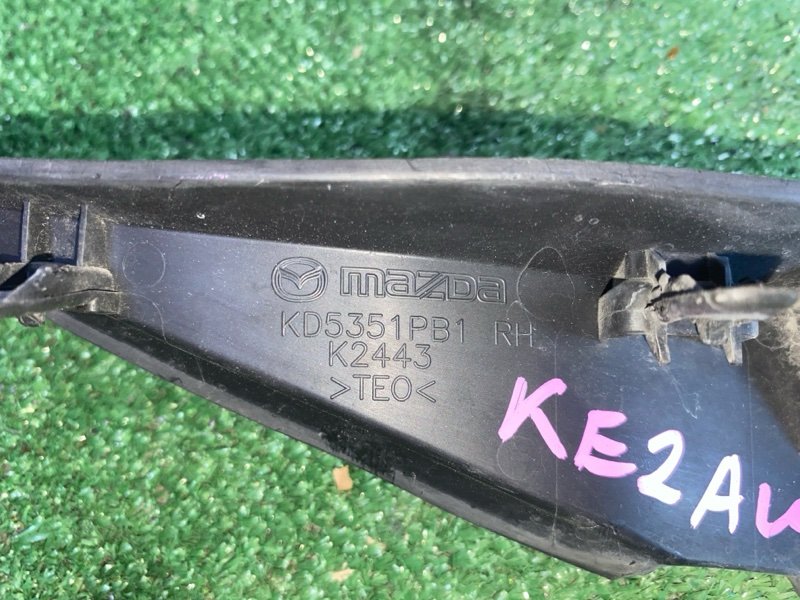 mazda
KD5351PB1 RH
K2443
>TEO<
KE2AW